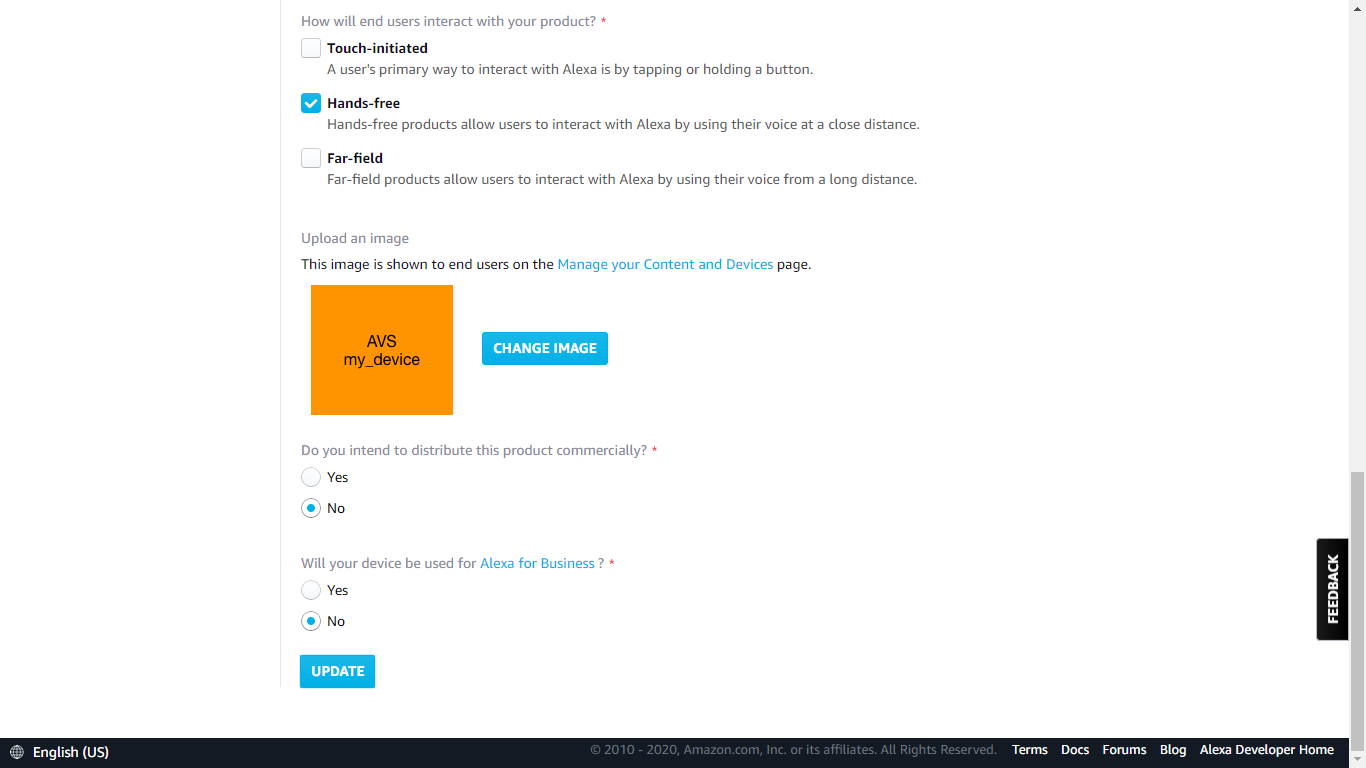 How will end users interact with your product? *
Touch-initiated
A user's primary way to interact with Alexa is by tapping or holding a button.
Hands-free
Hands-free products allow users to interact with Alexa by using their voice at a close distance.
Far-field
Far-field products allow users to interact with Alexa by using their voice from a long distance.
Upload an image
This image is shown to end users on the Manage your Content and Devices page.
AVS
my_device
CHANGE IMAGE
Do you intend to distribute this product commercially? *
Yes
No
Will your device be used for Alexa for Business ? *
Yes
No
UPDATE
FEEDBACK
English (US)
© 2010 - 2020, Amazon.com, Inc. or its affiliates. All Rights Reserved. Terms Docs Forums Blog Alexa Developer Home